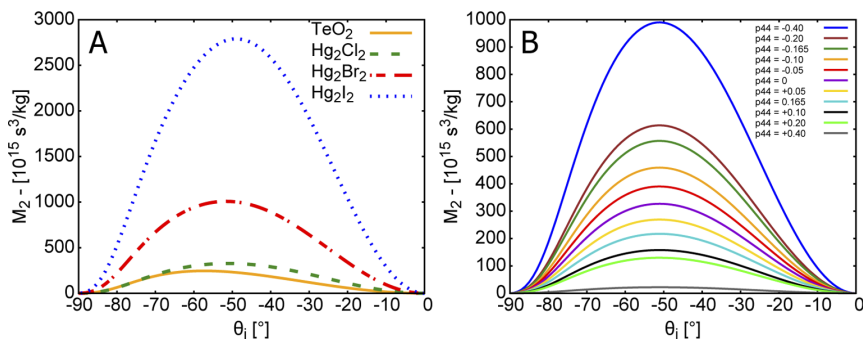 A
TeO2
Hg2Cl2
Hg2Br2
Hg2I2
3000
2500
2000
1500
1000
500
0
M2 - [10^15 s^3/kg]
-90 -80 -70 -60 -50 -40 -30 -20 -10 0
θi [°]
B
p44 = -0.40
p44 = -0.20
p44 = -0.165
p44 = -0.10
p44 = -0.05
p44 = 0
p44 = +0.05
p44 = 0.165
p44 = +0.10
p44 = +0.20
p44 = +0.40
1000
900
800
700
600
500
400
300
200
100
0
M2 - [10^15 s^3/kg]
-90 -80 -70 -60 -50 -40 -30 -20 -10 0
θi [°]